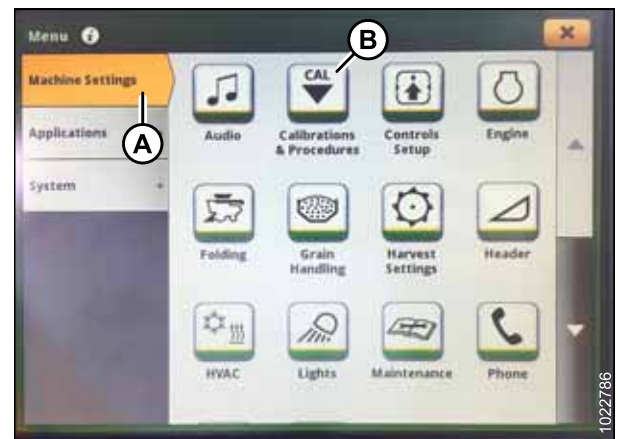 Menu
B
Machine Settings
A
Applications
System
CAL
Audio
Calibrations
& Procedures
Controls
Setup
Engine
Folding
Grain
Handling
Harvest
Settings
Header
HVAC
Lights
Maintenance
Phone
1022786